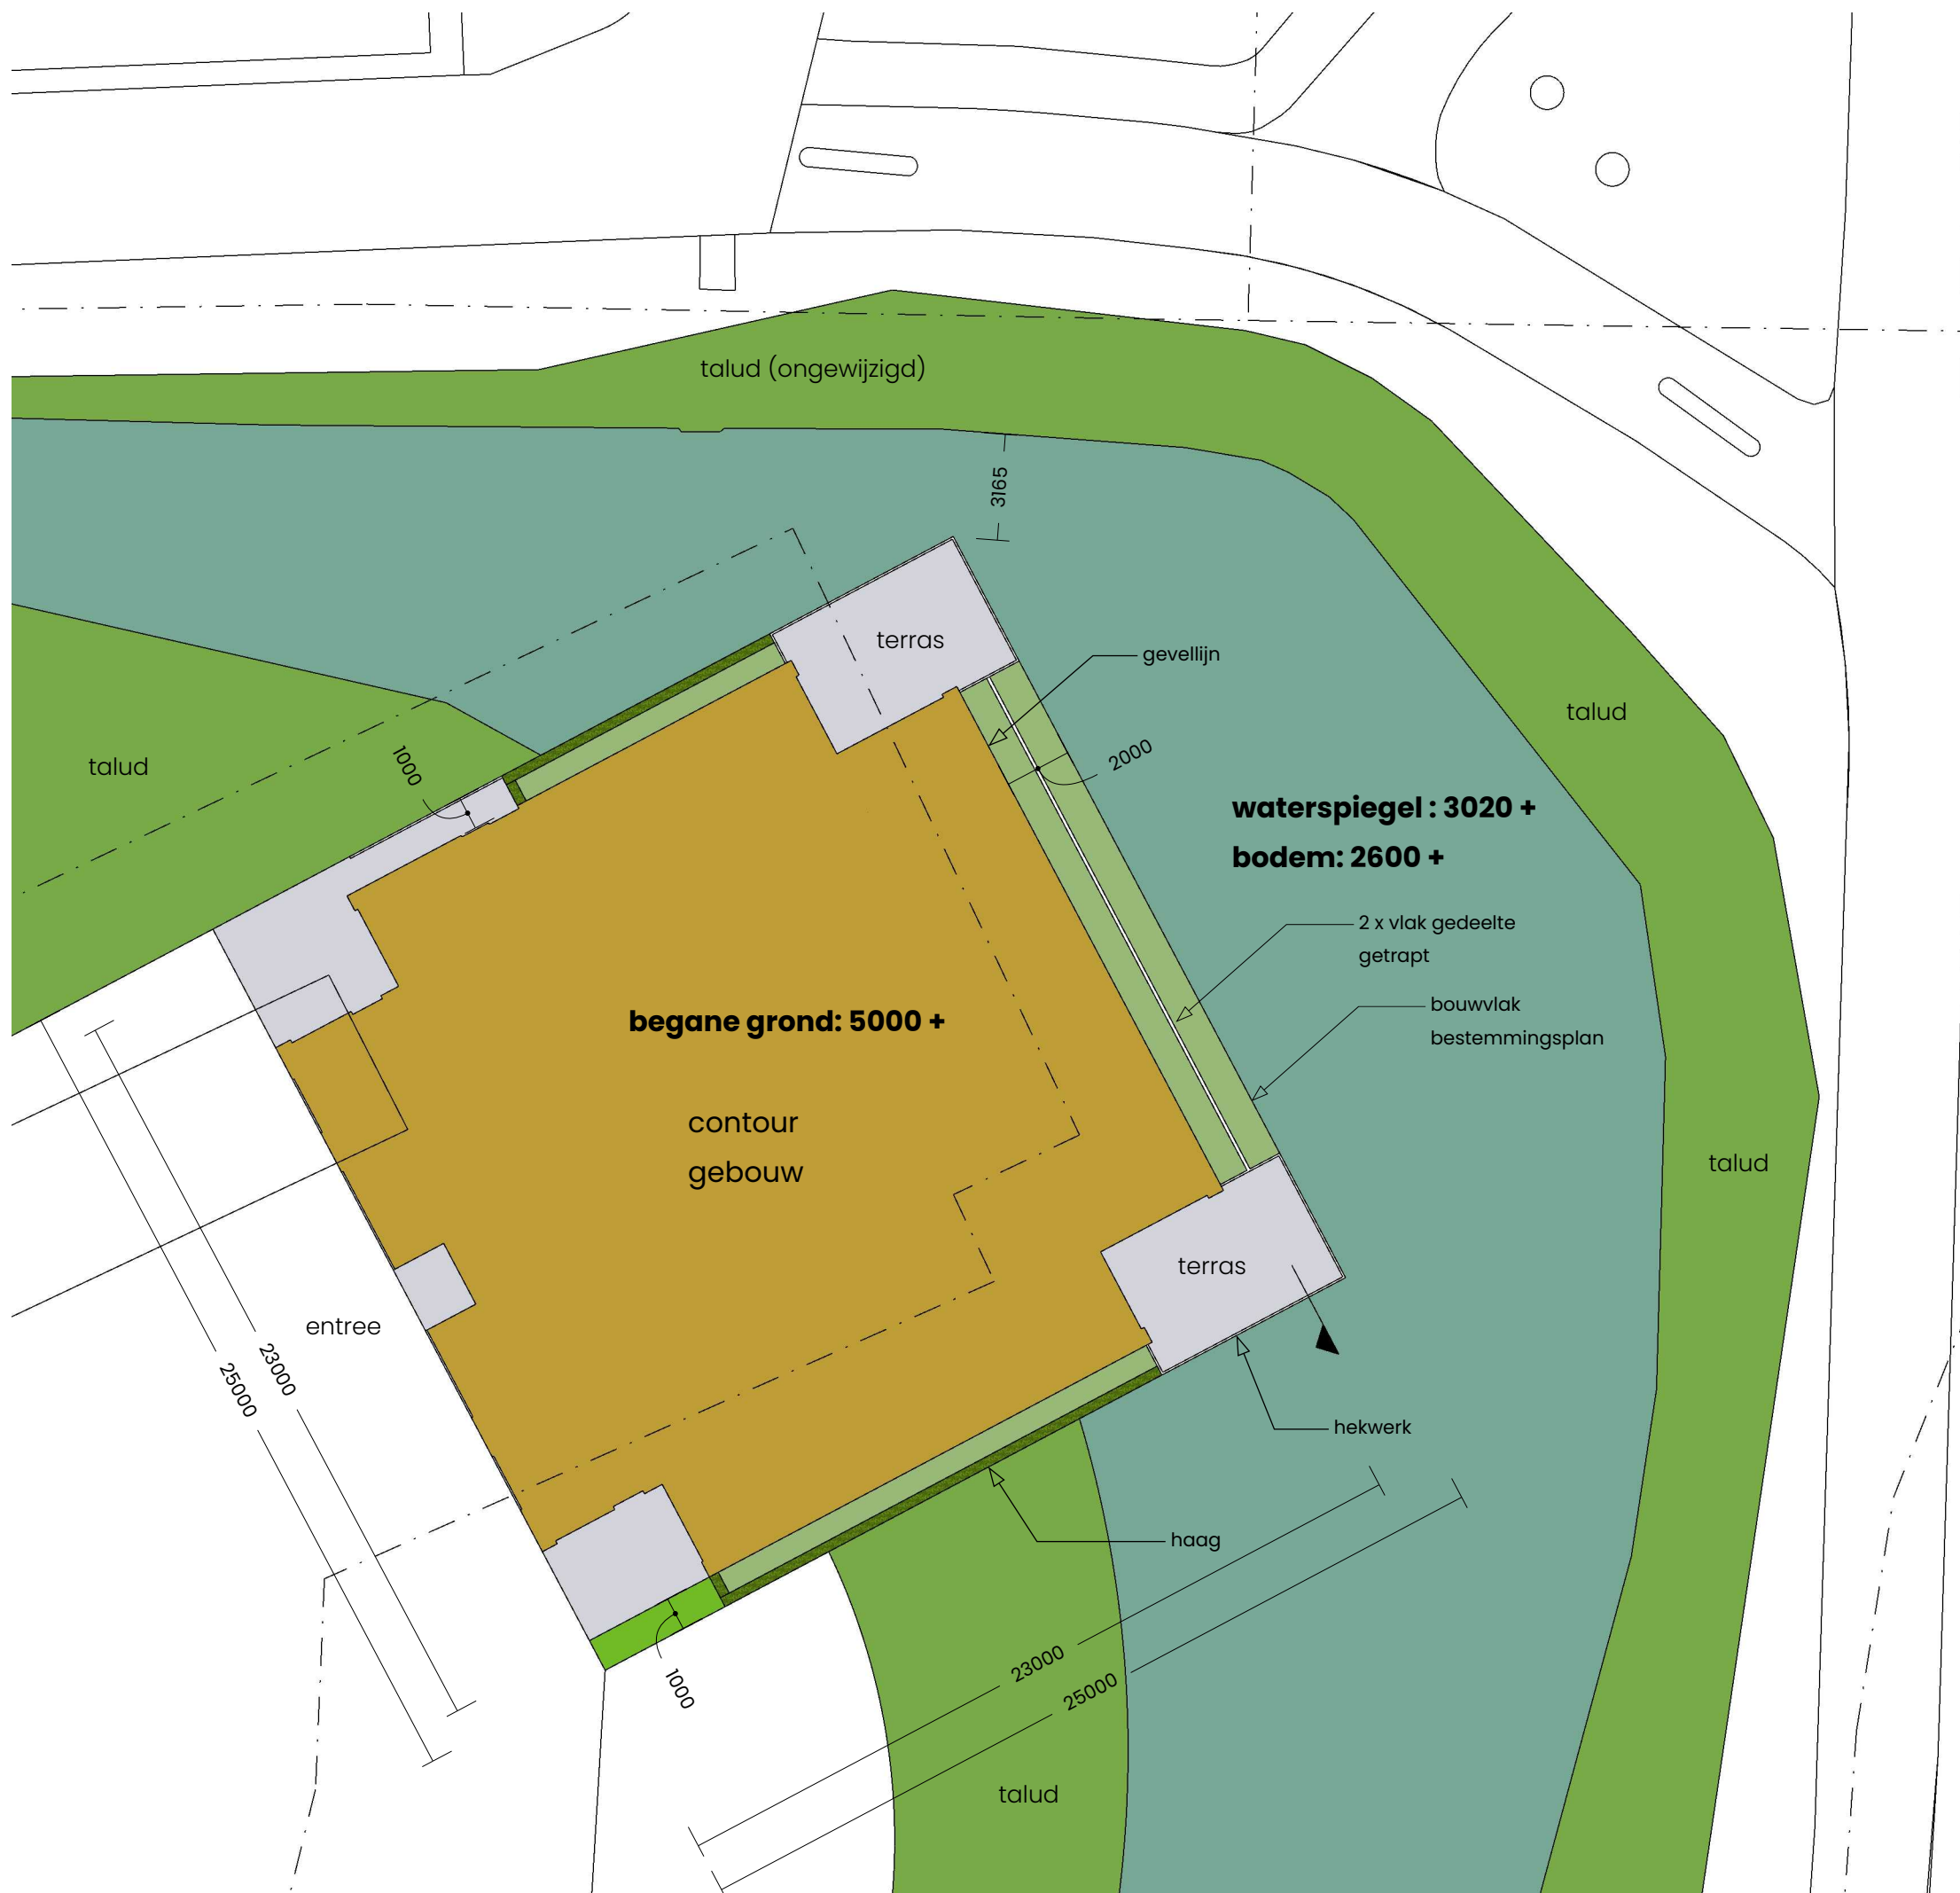 talud (ongewijzigd)
3165
terras
gevellijn
talud
talud
1000
2000
waterspiegel : 3020 +
bodem: 2600 +
2 x vlak gedeelte
getrapt
bouwvlak
bestemmingsplan
begane grond: 5000 +
contour
gebouw
talud
terras
entree
23000
25000
hekwerk
haag
23000
25000
1000
talud